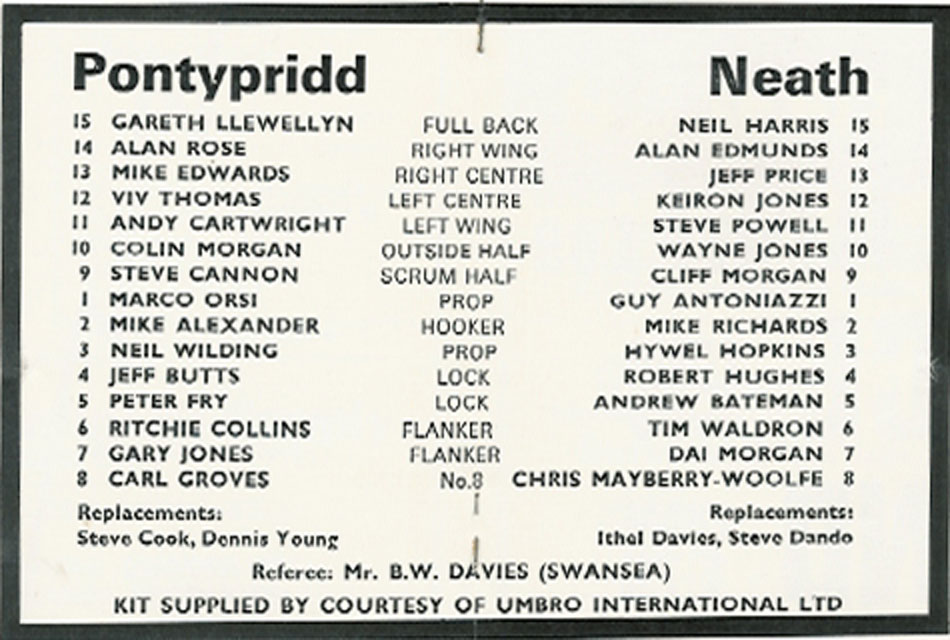 Pontypridd Neath
15 GARETH LLEWELLYN FULL BACK NEIL HARRIS 15
14 ALAN ROSE RIGHT WING ALAN EDMUNDS 14
13 MIKE EDWARDS RIGHT CENTRE JEFF PRICE 13
12 VIV THOMAS LEFT CENTRE KEIRON JONES 12
11 ANDY CARTWRIGHT LEFT WING STEVE POWELL 11
10 COLIN MORGAN OUTSIDE HALF WAYNE JONES 10
9 STEVE CANNON SCRUM HALF CLIFF MORGAN 9
1 MARCO ORSI PROP GUY ANTONIAZZI 1
2 MIKE ALEXANDER HOOKER MIKE RICHARDS 2
3 NEIL WILDING PROP HYWEL HOPKINS 3
4 JEFF BUTTS LOCK ROBERT HUGHES 4
5 PETER FRY LOCK ANDREW BATEMAN 5
6 RITCHIE COLLINS FLANKER TIM WALDRON 6
7 GARY JONES FLANKER DAI MORGAN 7
8 CARL GROVES No.8 CHRIS MAYBERRY-WOOLFE 8
Replacements: Replacements:
Steve Cook, Dennis Young Ithel Davies, Steve Dando
Referee: Mr. B.W. DAVIES (SWANSEA)
KIT SUPPLIED BY COURTESY OF UMBRO INTERNATIONAL LTD